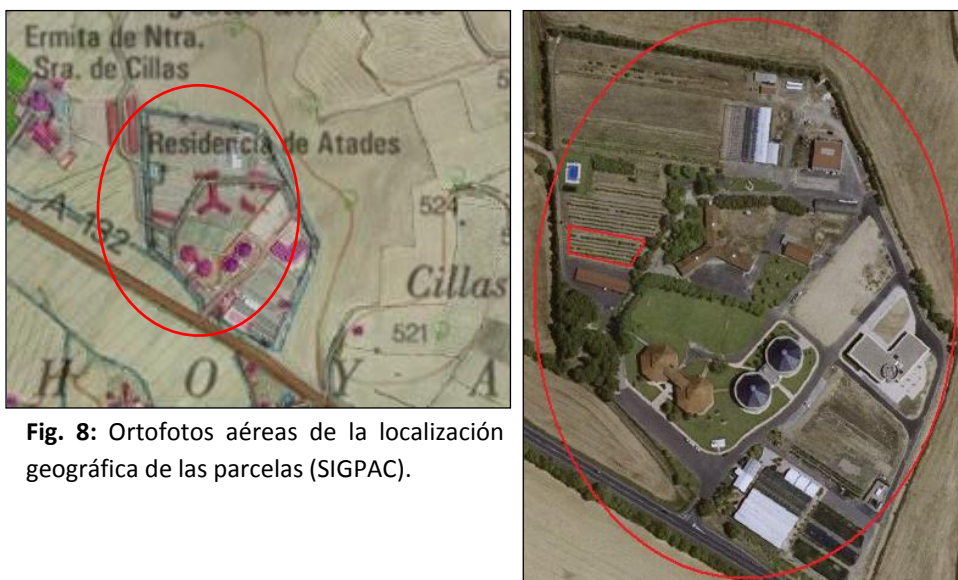 Ermita de Ntra.
Sra. de Cillas
Residencia de Atades
A-132
524
Cillas
521
H O Y A
Fig. 8: Ortofotos aéreas de la localización
geográfica de las parcelas (SIGPAC).